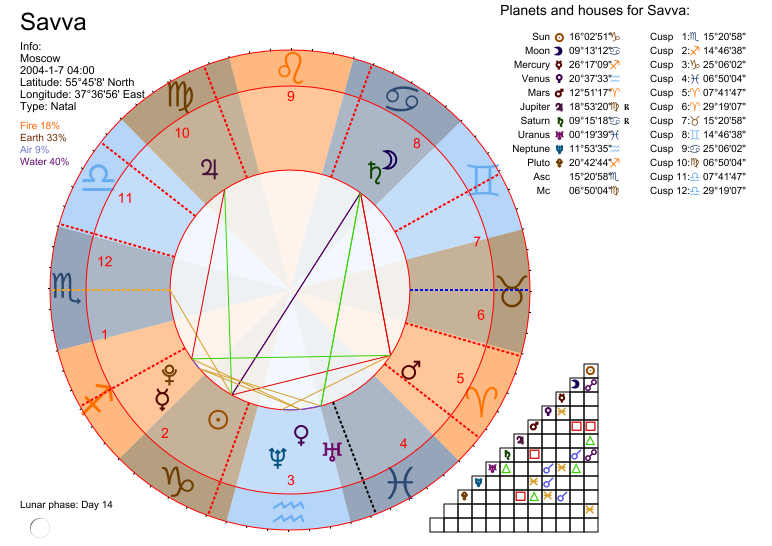 Savva
Info:
Moscow
2004-1-7 04:00
Latitude: 55°45'8' North
Longitude: 37°36'56' East
Type: Natal
Fire 18%
Earth 33%
Air 9%
Water 40%
Planets and houses for Savva:
Sun ☉ 16°02'51"♑ Cusp 1:♏ 15°20'58"
Moon ☽ 09°13'12"♋ Cusp 2:♐ 14°46'38"
Mercury ☿ 26°17'09"♐ Cusp 3:♑ 25°06'02"
Venus ♀ 20°37'33"♒ Cusp 4:♓ 06°50'04"
Mars ♂ 12°51'17"♈ Cusp 5:♈ 07°41'47"
Jupiter ♃ 18°53'20"♍ R Cusp 6:♈ 29°19'07"
Saturn ♄ 09°15'18"♋ R Cusp 7:♉ 15°20'58"
Uranus ♅ 00°19'39"♓ Cusp 8:♊ 14°46'38"
Neptune ♆ 11°53'35"♒ Cusp 9:♋ 25°06'02"
Pluto 20°42'44"♐ Cusp 10:♍ 06°50'04"
Asc 15°20'58"♏ Cusp 11:♎ 07°41'47"
Mc 06°50'04"♍ Cusp 12:♎ 29°19'07"
9
10
8
11
7
12
6
1
5
2
4
3
Lunar phase: Day 14